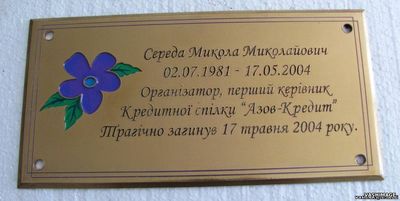 Середа Микола Миколайович
02.07.1981 - 17.05.2004
Організатор, перший керівник
Кредитної спілки "Азов-Кредит"
Трагічно загинув 17 травня 2004 року.